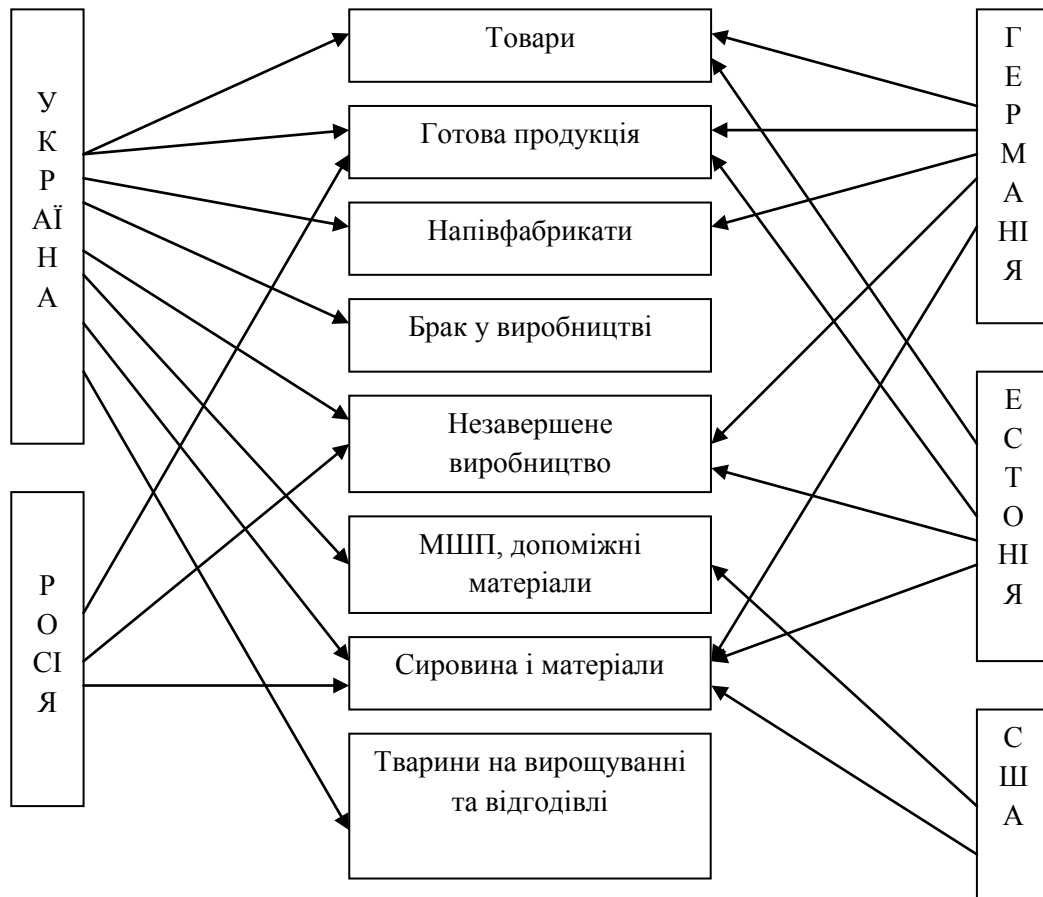 У
К
Р
АЇ
Н
А
Р
О
СІ
Я
Товари
Готова продукція
Напівфабрикати
Брак у виробництві
Незавершене
виробництво
МШП, допоміжні
матеріали
Сировина і матеріали
Тварини на вирощуванні
та відгодівлі
Г
Е
Р
М
А
НІ
Я
Е
С
Т
О
НІ
Я
С
Ш
А